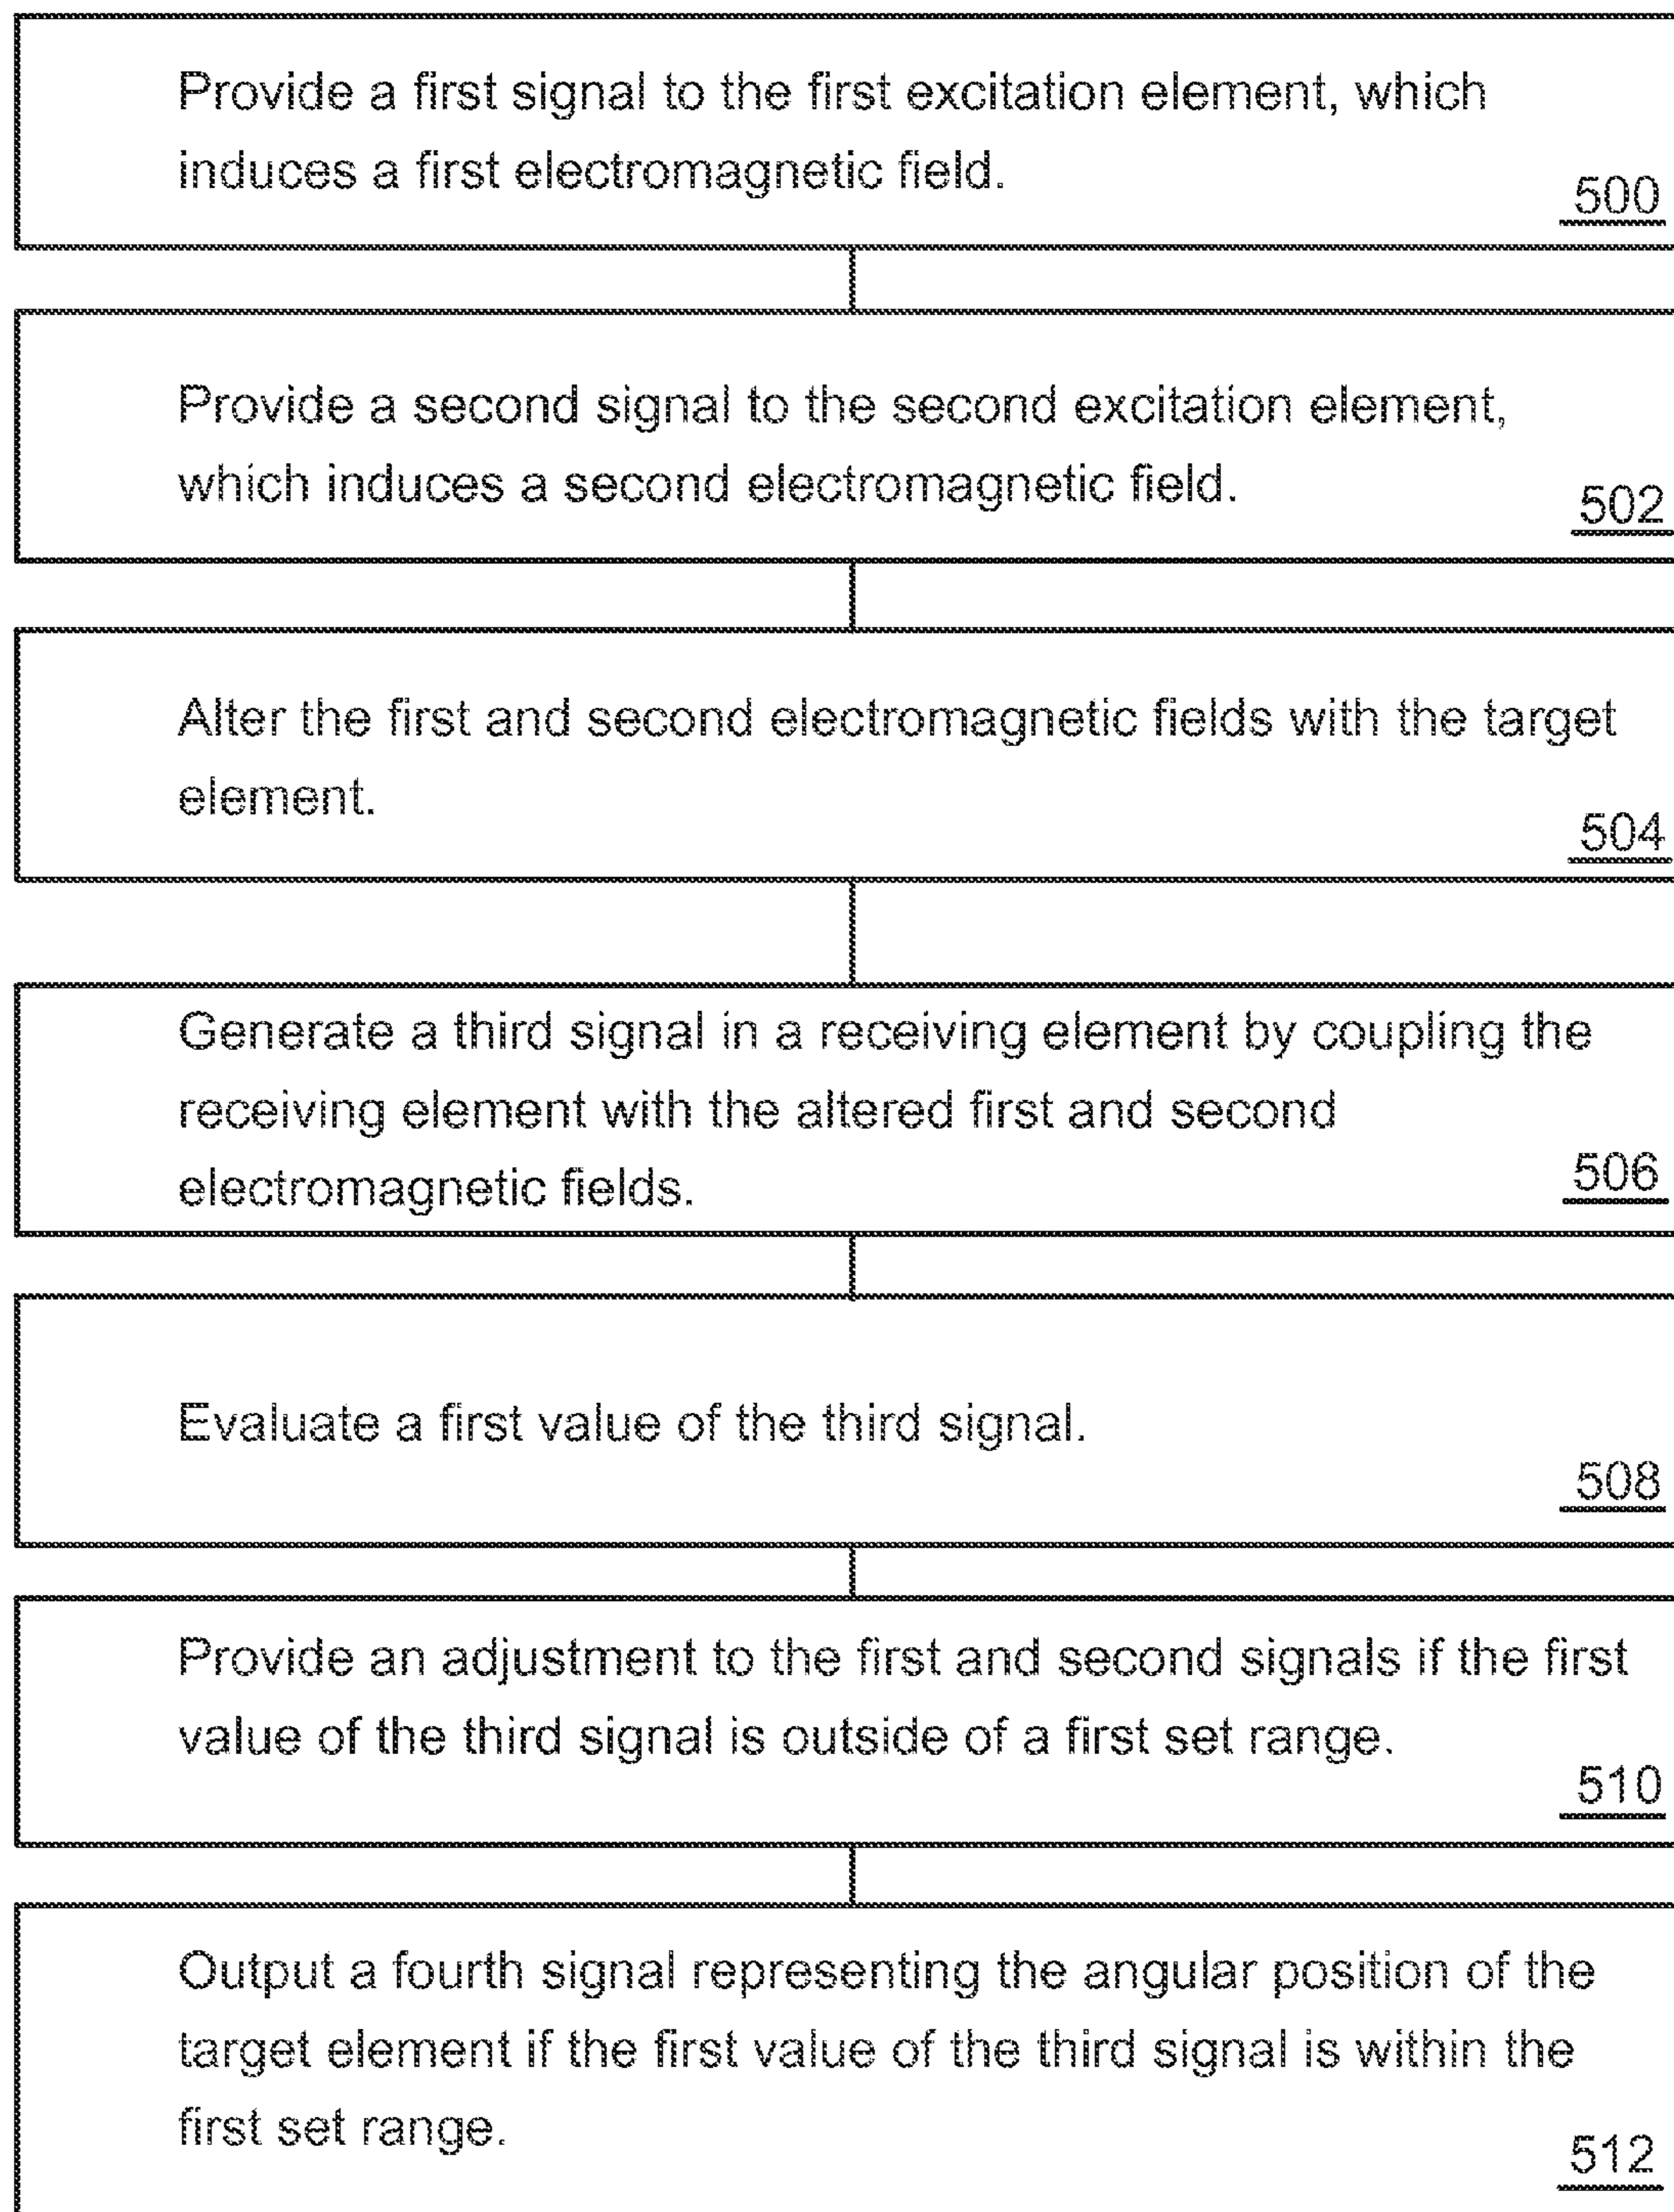 Provide a first signal to the first excitation element, which
induces a first electromagnetic field.
500
Provide a second signal to the second excitation element,
which induces a second electromagnetic field.
502
Alter the first and second electromagnetic fields with the target
element.
504
Generate a third signal in a receiving element by coupling the
receiving element with the altered first and second
electromagnetic fields.
506
Evaluate a first value of the third signal.
508
Provide an adjustment to the first and second signals if the first
value of the third signal is outside of a first set range.
510
Output a fourth signal representing the angular position of the
target element if the first value of the third signal is within the
first set range.
512